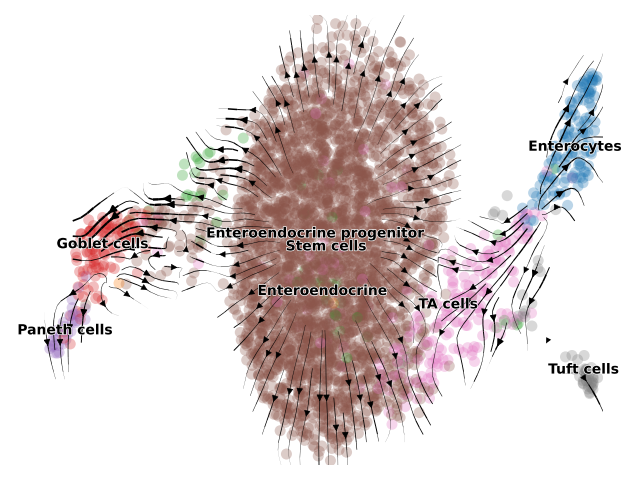 Enterocytes
Enteroendocrine progenitor
Stem cells
Goblet cells
Enteroendocrine
TA cells
Paneth cells
Tuft cells